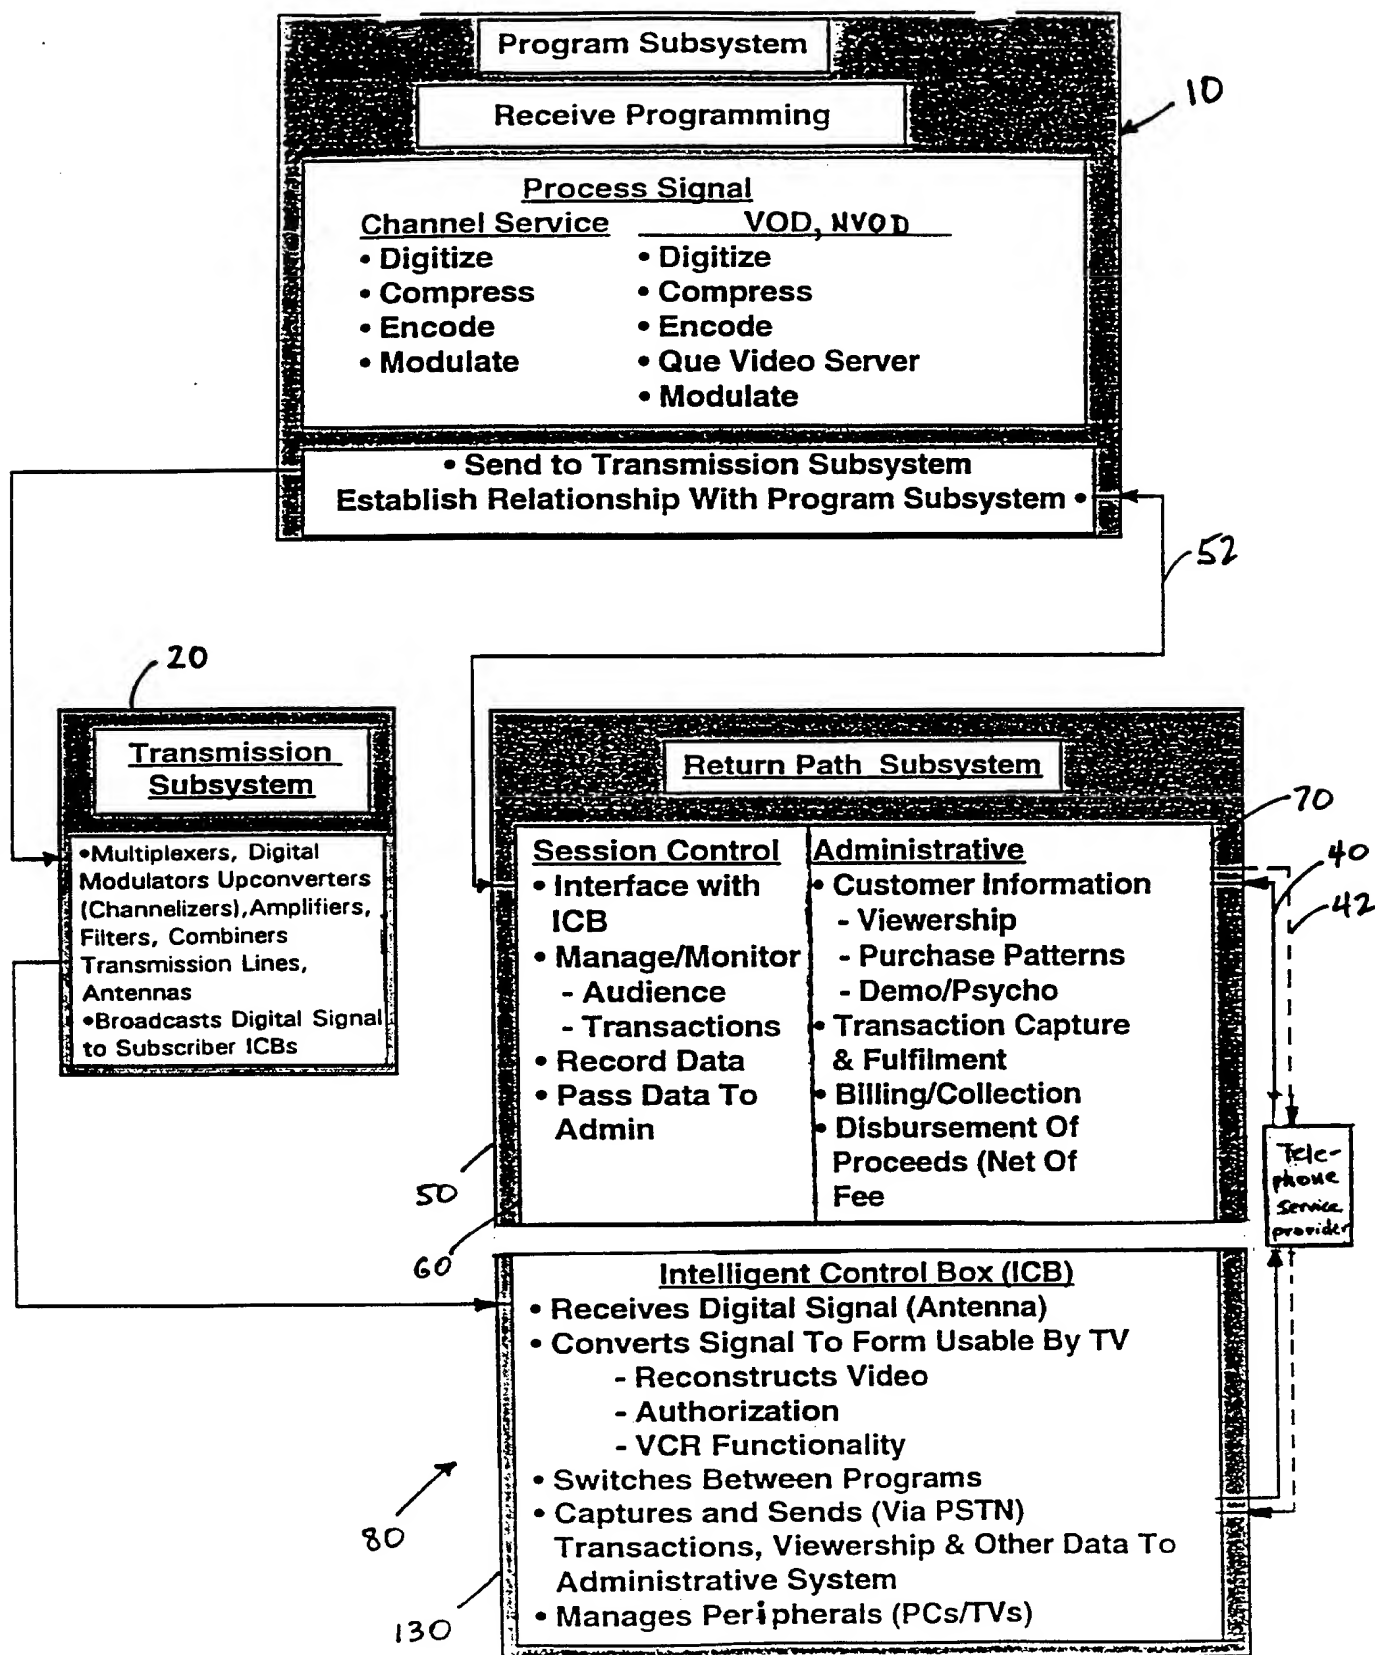 Program Subsystem
Receive Programming
10
Process Signal
Channel Service
• Digitize
• Compress
• Encode
• Modulate
VOD, NVOD
• Digitize
• Compress
• Encode
• Que Video Server
• Modulate
• Send to Transmission Subsystem
Establish Relationship With Program Subsystem •
52
20
Transmission
Subsystem
•Multiplexers, Digital
Modulators Upconverters
(Channelizers),Amplifiers,
Filters, Combiners
Transmission Lines,
Antennas
•Broadcasts Digital Signal
to Subscriber ICBs
Return Path Subsystem
70
40
42
Session Control
• Interface with
ICB
• Manage/Monitor
- Audience
- Transactions
• Record Data
• Pass Data To
Admin
Administrative
• Customer Information
- Viewership
- Purchase Patterns
- Demo/Psycho
• Transaction Capture
& Fulfilment
• Billing/Collection
• Disbursement Of
Proceeds (Net Of
Fee
50
60
Tele-
phone
service
provider
Intelligent Control Box (ICB)
• Receives Digital Signal (Antenna)
• Converts Signal To Form Usable By TV
- Reconstructs Video
- Authorization
- VCR Functionality
• Switches Between Programs
• Captures and Sends (Via PSTN)
Transactions, Viewership & Other Data To
Administrative System
• Manages Peripherals (PCs/TVs)
80
130